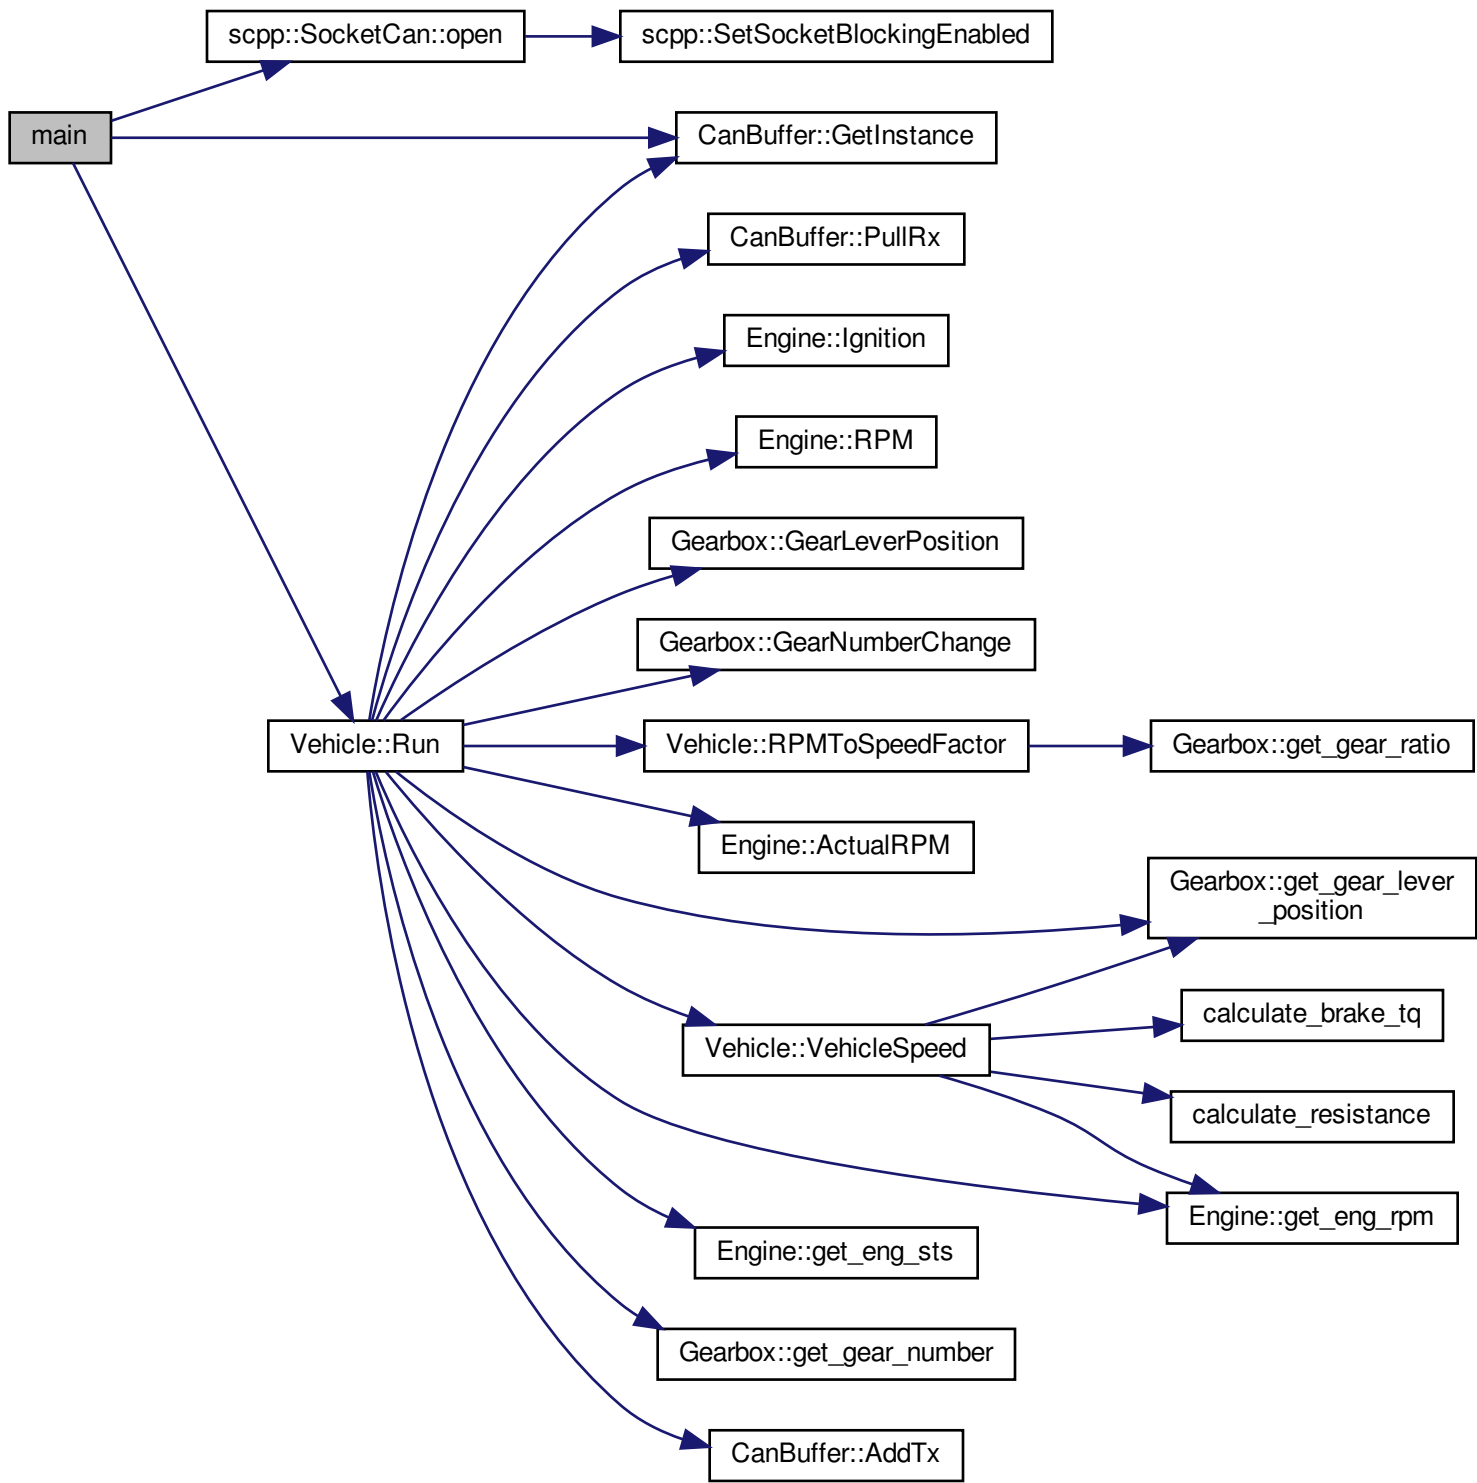 scpp::SocketCan::open
scpp::SetSocketBlockingEnabled
main
CanBuffer::GetInstance
CanBuffer::PullRx
Engine::Ignition
Engine::RPM
Gearbox::GearLeverPosition
Gearbox::GearNumberChange
Vehicle::Run
Vehicle::RPMToSpeedFactor
Gearbox::get_gear_ratio
Engine::ActualRPM
Gearbox::get_gear_lever
_position
calculate_brake_tq
Vehicle::VehicleSpeed
calculate_resistance
Engine::get_eng_rpm
Engine::get_eng_sts
Gearbox::get_gear_number
CanBuffer::AddTx